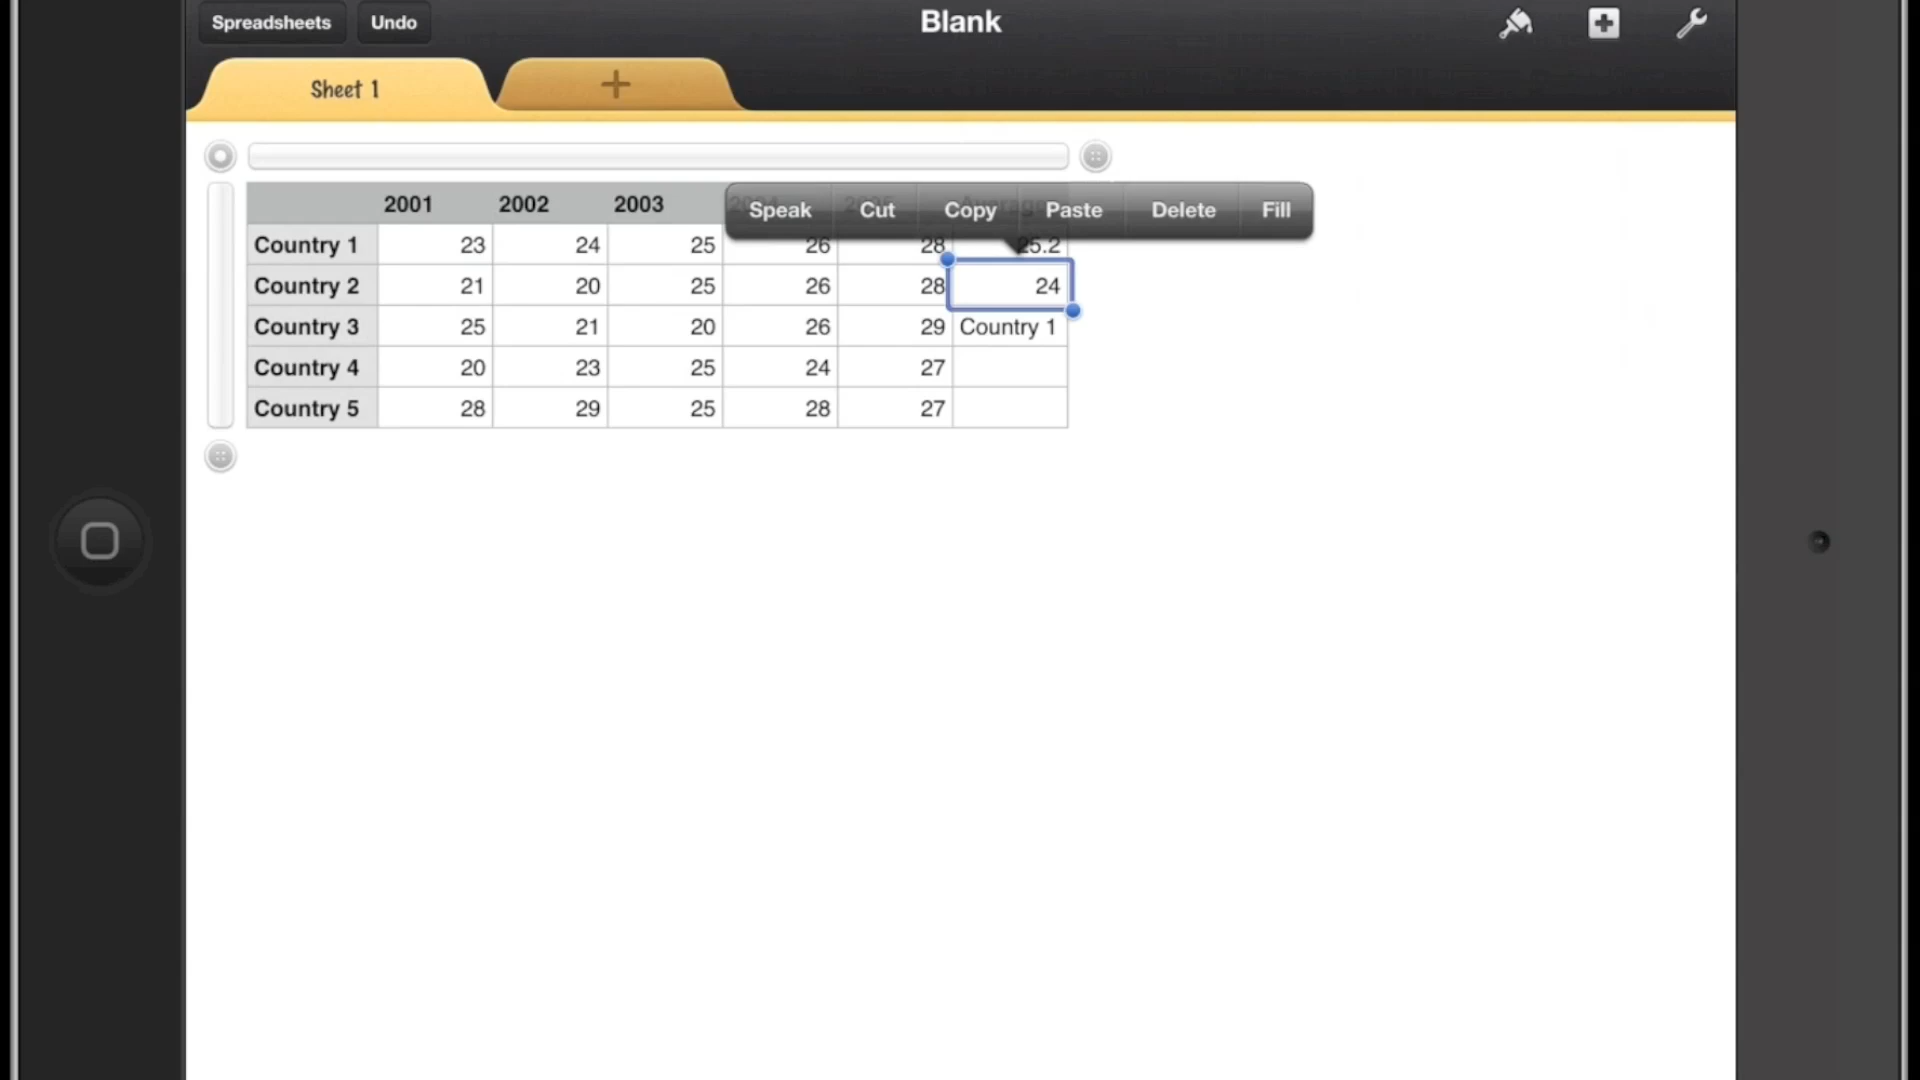 Spreadsheets Undo Blank
Sheet 1
Speak Cut Copy Paste Delete Fill
2001 2002 2003
Country 1 23 24 25 26 28 25.2
Country 2 21 20 25 26 28 24
Country 3 25 21 20 26 29 Country 1
Country 4 20 23 25 24 27
Country 5 28 29 25 28 27